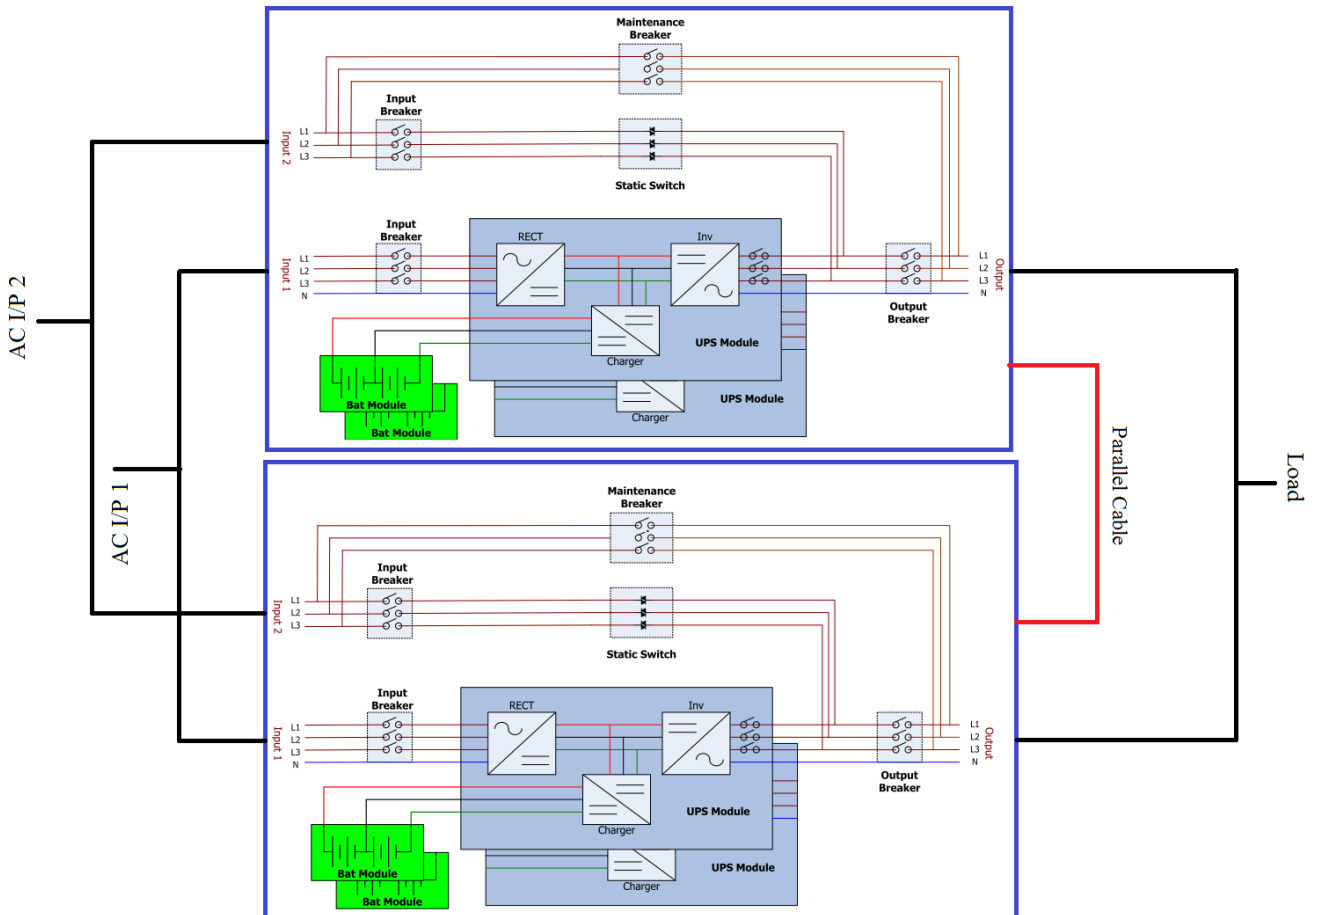 Maintenance
Breaker
Input
Breaker
Input 2
L1
L2
L3
Static Switch
Input
Breaker
RECT
Inv
Input 1
L1
L2
L3
N
L1
L2
L3
N
Output
Output
Breaker
UPS Module
Charger
Bat Module
UPS Module
Charger
Bat Module
AC I/P 2
AC I/P 1
Parallel Cable
Load
Maintenance
Breaker
Input
Breaker
Input 2
L1
L2
L3
Static Switch
Input
Breaker
RECT
Inv
Input 1
L1
L2
L3
N
L1
L2
L3
N
Output
Output
Breaker
UPS Module
Charger
Bat Module
UPS Module
Charger
Bat Module